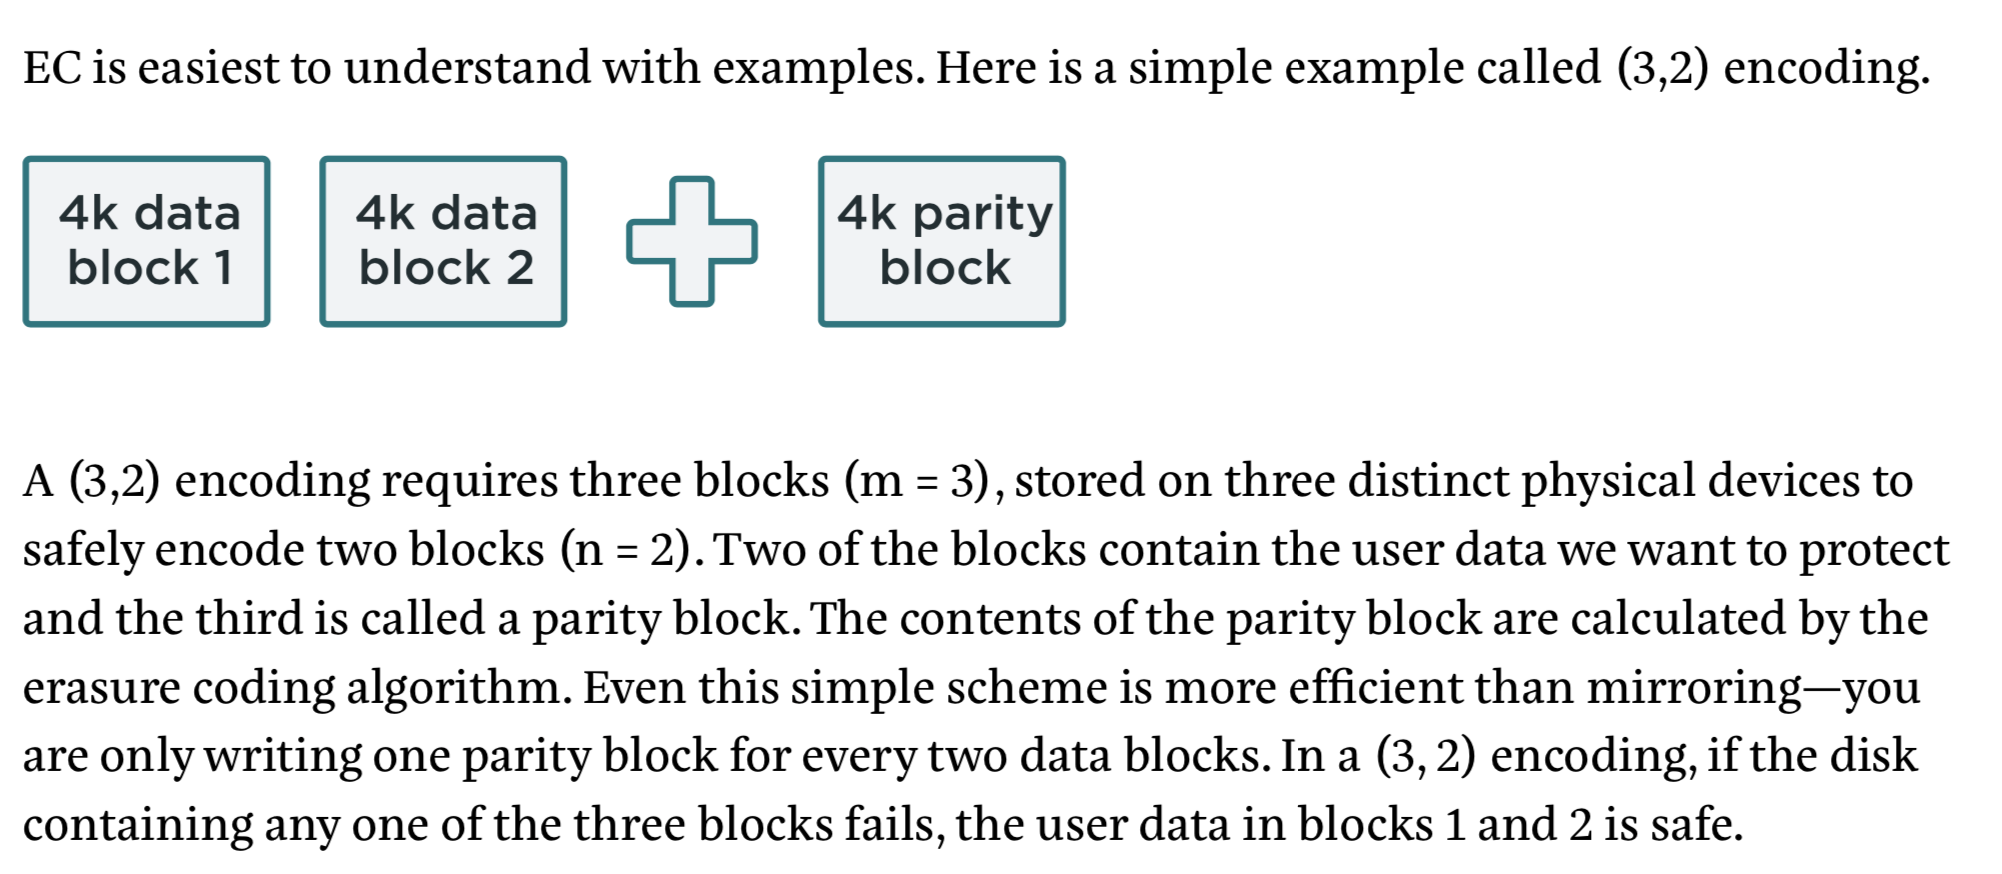 EC is easiest to understand with examples. Here is a simple example called (3,2) encoding.
4k data
block 1
4k data
block 2
4k parity
block
A (3,2) encoding requires three blocks (m = 3), stored on three distinct physical devices to
safely encode two blocks (n = 2). Two of the blocks contain the user data we want to protect
and the third is called a parity block. The contents of the parity block are calculated by the
erasure coding algorithm. Even this simple scheme is more efficient than mirroring—you
are only writing one parity block for every two data blocks. In a (3, 2) encoding, if the disk
containing any one of the three blocks fails, the user data in blocks 1 and 2 is safe.